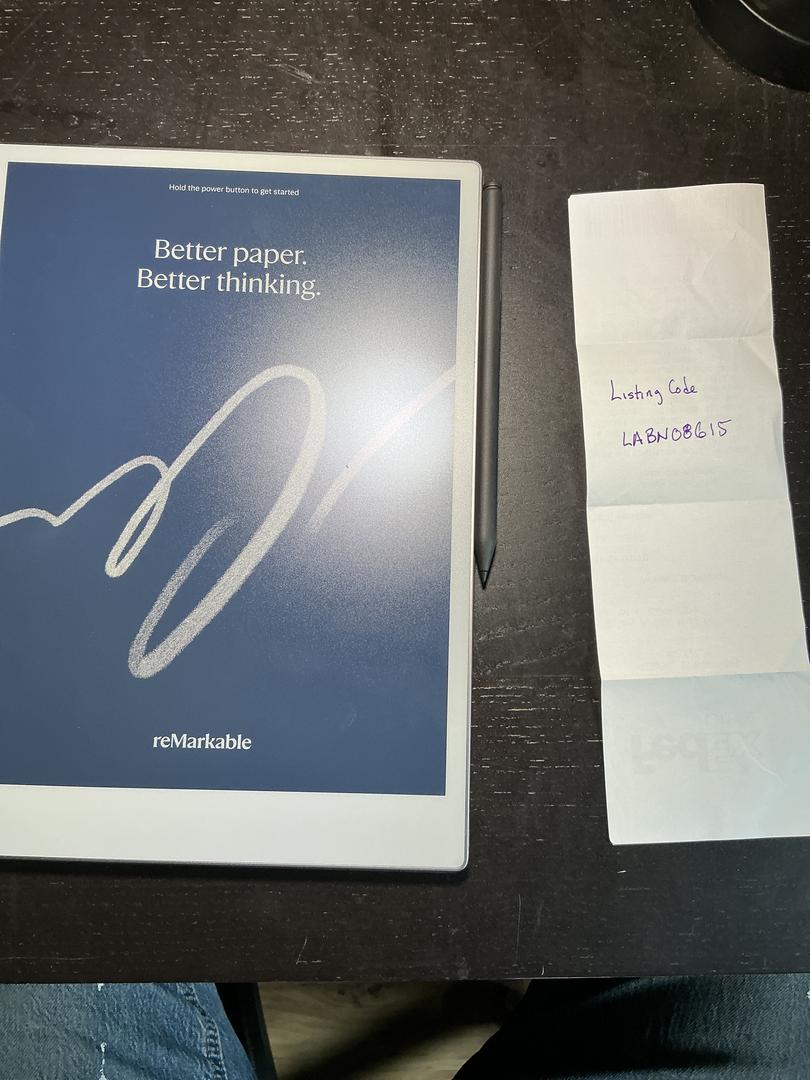 Hold the power button to get started
Better paper.
Better thinking.
reMarkable
Listing Code
LABN08615